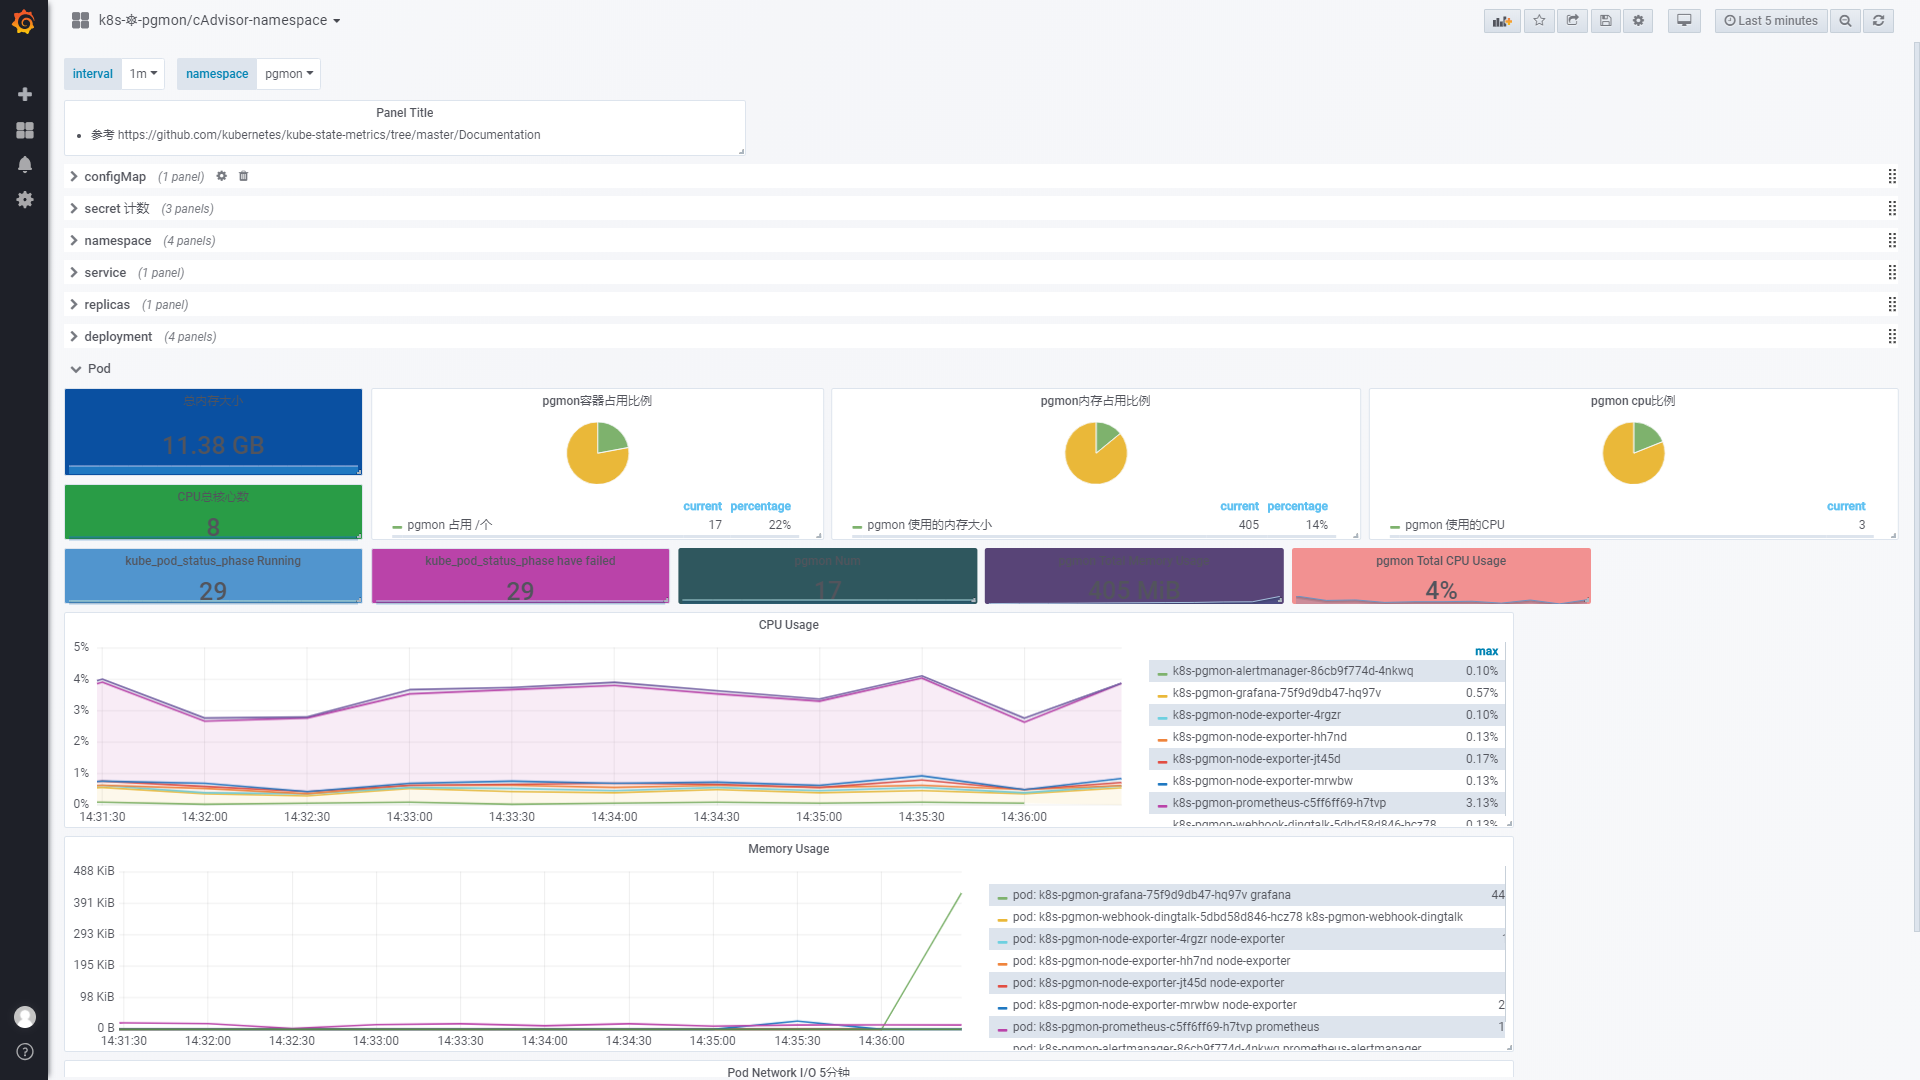 k8s-⎈-pgmon/cAdvisor-namespace
Last 5 minutes
interval 1m namespace pgmon
Panel Title
参考 https://github.com/kubernetes/kube-state-metrics/tree/master/Documentation
configMap (1 panel)
secret 计数 (3 panels)
namespace (4 panels)
service (1 panel)
replicas (1 panel)
deployment (4 panels)
Pod
总内存大小
11.38 GB
CPU总核心数
8
pgmon容器占用比例
current percentage
pgmon 占用 /个 17 22%
pgmon内存占用比例
current percentage
pgmon 使用的内存大小 405 14%
pgmon cpu比例
current
pgmon 使用的CPU 3
kube_pod_status_phase Running
29
kube_pod_status_phase have failed
29
pgmon Num
17
405 MiB
pgmon Total CPU Usage
4%
CPU Usage
5%
4%
3%
2%
1%
0%
14:31:30 14:32:00 14:32:30 14:33:00 14:33:30 14:34:00 14:34:30 14:35:00 14:35:30 14:36:00
max
k8s-pgmon-alertmanager-86cb9f774d-4nkwq 0.10%
k8s-pgmon-grafana-75f9d9db47-hq97v 0.57%
k8s-pgmon-node-exporter-4rgzr 0.10%
k8s-pgmon-node-exporter-hh7nd 0.13%
k8s-pgmon-node-exporter-jt45d 0.17%
k8s-pgmon-node-exporter-mrwbw 0.13%
k8s-pgmon-prometheus-c5ff6ff69-h7tvp 3.13%
k8s-pgmon-webhook-dingtalk-5dbd58d846-hcz78 0.13%
Memory Usage
488 KiB
391 KiB
293 KiB
195 KiB
98 KiB
0 B
14:31:30 14:32:00 14:32:30 14:33:00 14:33:30 14:34:00 14:34:30 14:35:00 14:35:30 14:36:00
pod: k8s-pgmon-grafana-75f9d9db47-hq97v grafana 44
pod: k8s-pgmon-webhook-dingtalk-5dbd58d846-hcz78 k8s-pgmon-webhook-dingtalk
pod: k8s-pgmon-node-exporter-4rgzr node-exporter
pod: k8s-pgmon-node-exporter-hh7nd node-exporter
pod: k8s-pgmon-node-exporter-jt45d node-exporter
pod: k8s-pgmon-node-exporter-mrwbw node-exporter 2
pod: k8s-pgmon-prometheus-c5ff6ff69-h7tvp prometheus 1
pod: k8s-pgmon-alertmanager-86cb9f774d-4nkwq prometheus-alertmanager
Pod Network I/O 5分钟